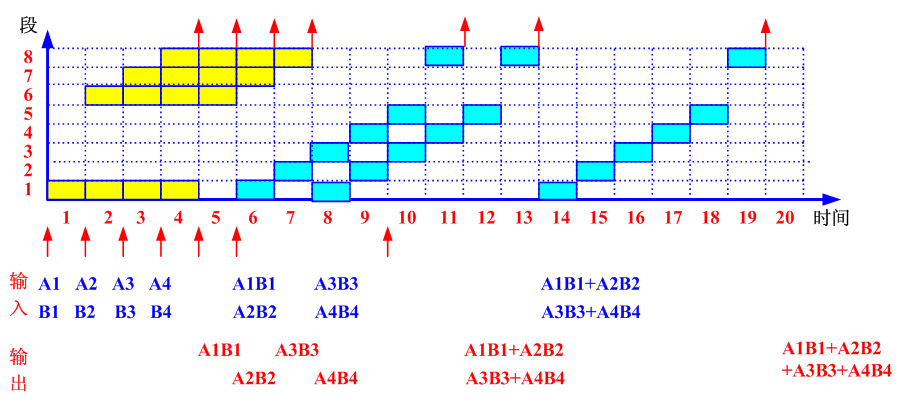 段
8
7
6
5
4
3
2
1
1 2 3 4 5 6 7 8 9 10 11 12 13 14 15 16 17 18 19 20 时间
输入 A1 A2 A3 A4 A1B1 A3B3 A1B1+A2B2
B1 B2 B3 B4 A2B2 A4B4 A3B3+A4B4
输出 A1B1 A3B3 A1B1+A2B2 A1B1+A2B2
A2B2 A4B4 A3B3+A4B4 +A3B3+A4B4